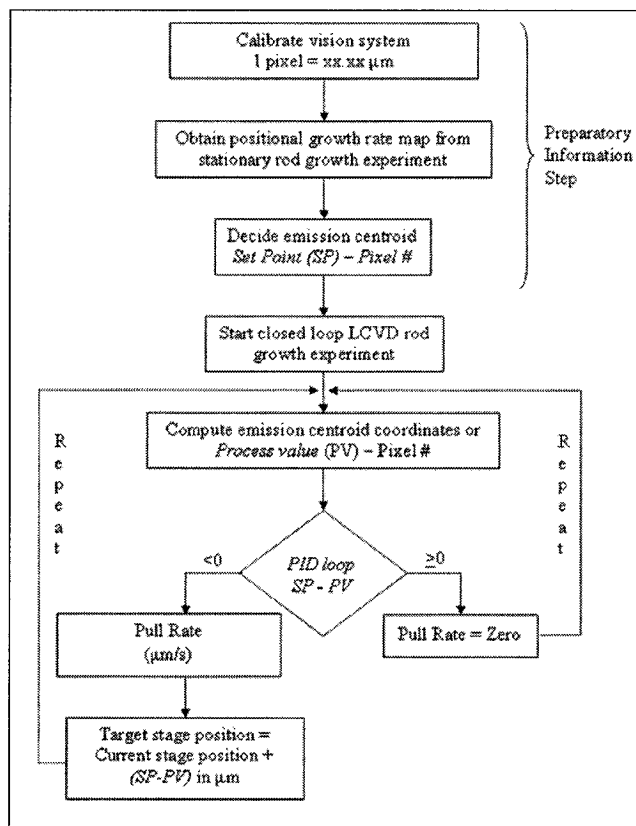 Calibrate vision system
1 pixel = xx.xx μm
Obtain positional growth rate map from
stationary rod growth experiment
Preparatory
Information
Step
Decide emission centroid
Set Point (SP) – Pixel #
Start closed loop LCVD rod
growth experiment
Compute emission centroid coordinates or
Process value (PV) – Pixel #
Repeat
Repeat
<0
PID loop
SP - PV
≥0
Pull Rate
(μm/s)
Pull Rate = Zero
Target stage position =
Current stage position +
(SP-PV) in μm